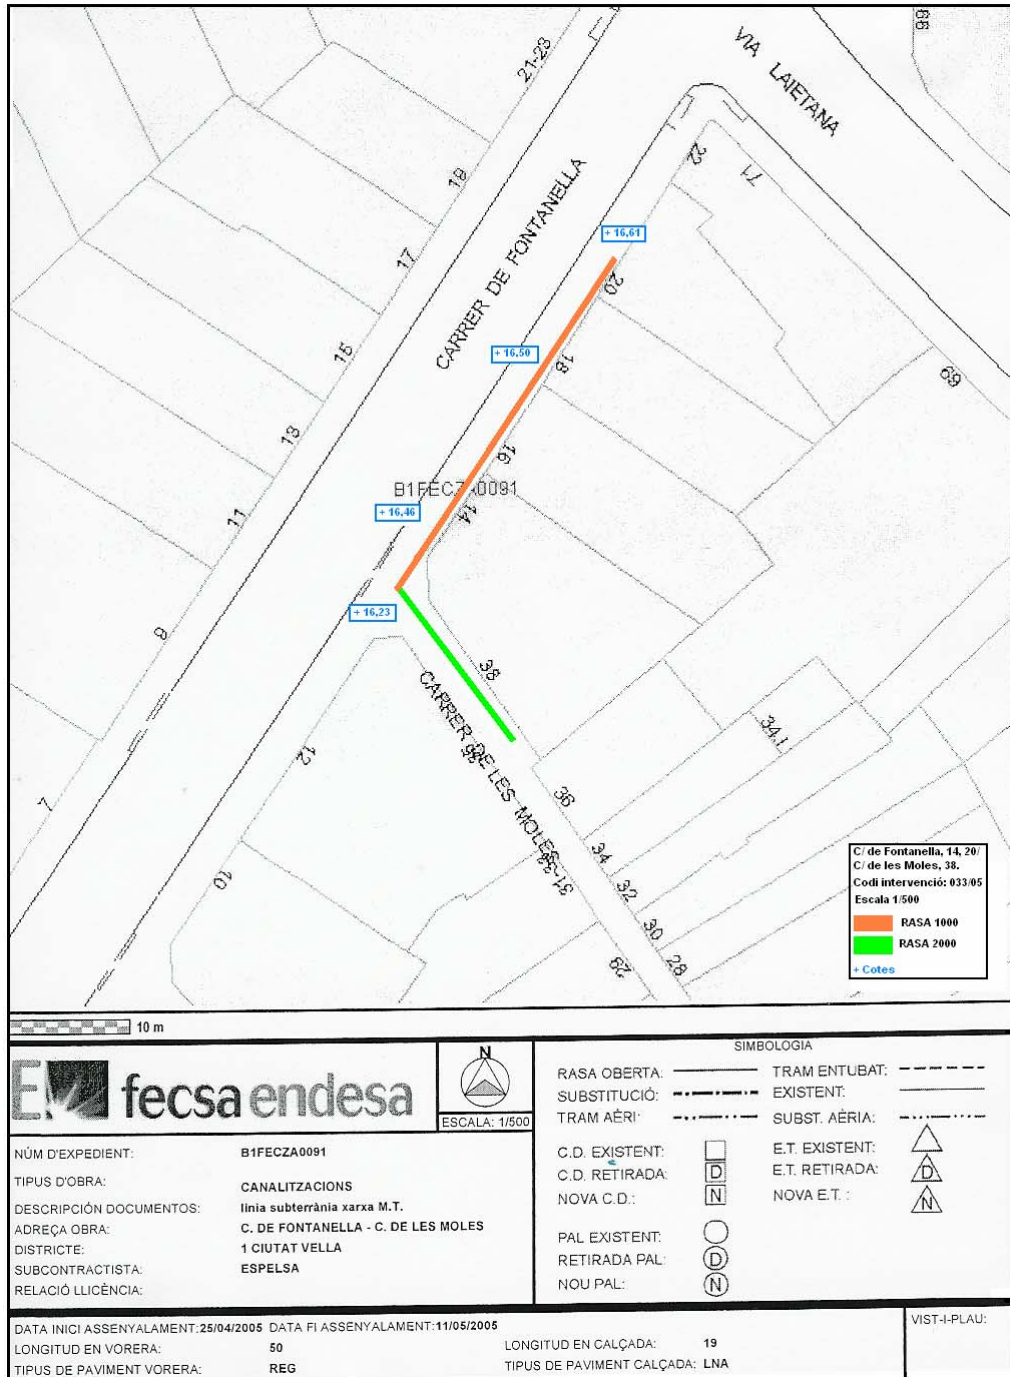 66
VIA LAIETANA
21-23
22
71
19
CARRER DE FONTANELLA
17
+ 16,61
20
15
+ 16,50
18
69
13
16
B1FECZA0091
11
+ 16,46
14
+ 16,23
8
38
CARRER DE LES MOLES
34.I
12
35
7
36
34
31-33
10
32
30
29
28
C/ de Fontanella, 14, 20/
C/ de les Moles, 38.
Codi intervenció: 033/05
Escala 1/500
RASA 1000
RASA 2000
+ Cotes
10 m
fecsa endesa
N
ESCALA: 1/500
SIMBOLOGIA
RASA OBERTA: TRAM ENTUBAT:
SUBSTITUCIÓ: EXISTENT:
TRAM AÈRI: SUBST. AÈRIA:
C.D. EXISTENT: E.T. EXISTENT:
C.D. RETIRADA: D E.T. RETIRADA: D
NOVA C.D.: N NOVA E.T. : N
PAL EXISTENT:
RETIRADA PAL: D
NOU PAL: N
NÚM D'EXPEDIENT: B1FECZA0091
TIPUS D'OBRA: CANALITZACIONS
DESCRIPCIÓN DOCUMENTOS: linia subterrània xarxa M.T.
ADREÇA OBRA: C. DE FONTANELLA - C. DE LES MOLES
DISTRICTE: 1 CIUTAT VELLA
SUBCONTRACTISTA: ESPELSA
RELACIÓ LLICÈNCIA:
DATA INICI ASSENYALAMENT: 25/04/2005 DATA FI ASSENYALAMENT: 11/05/2005
LONGITUD EN VORERA: 50 LONGITUD EN CALÇADA: 19
TIPUS DE PAVIMENT VORERA: REG TIPUS DE PAVIMENT CALÇADA: LNA
VIST-I-PLAU: